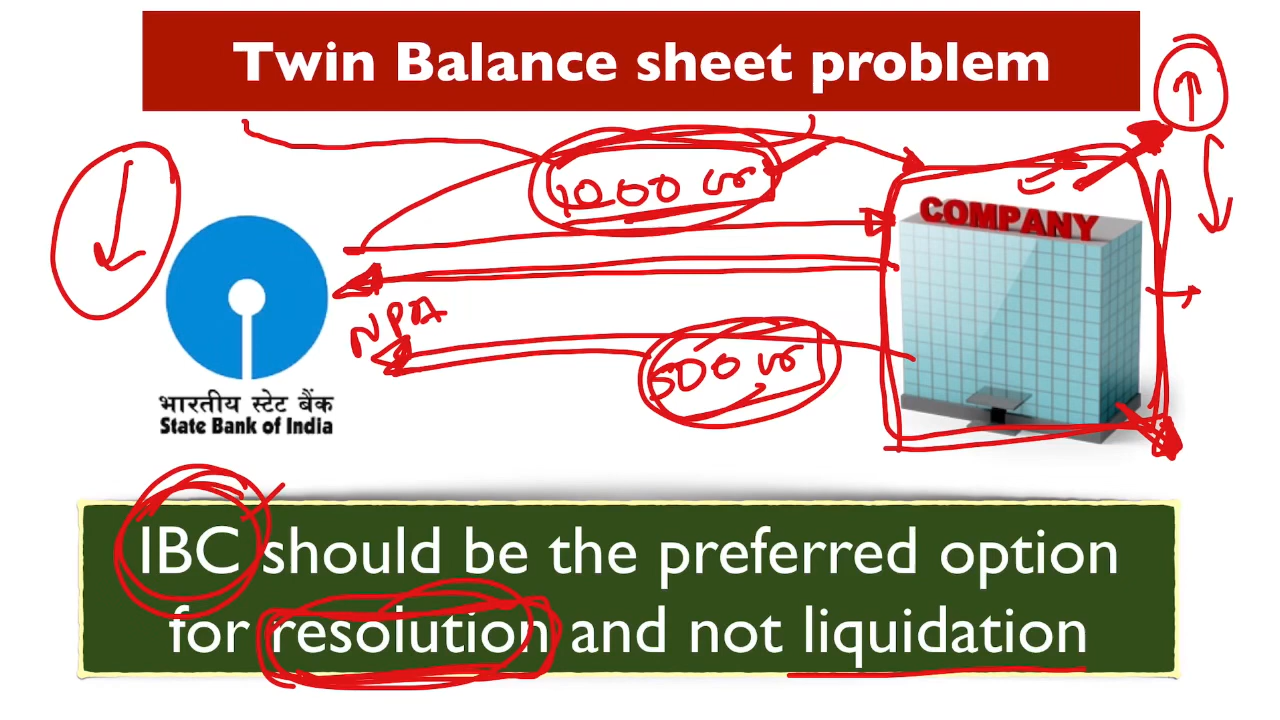 Twin Balance sheet problem
1000 cr
COMPANY
NPA
500 cr
भारतीय स्टेट बैंक
State Bank of India
IBC should be the preferred option
for resolution and not liquidation